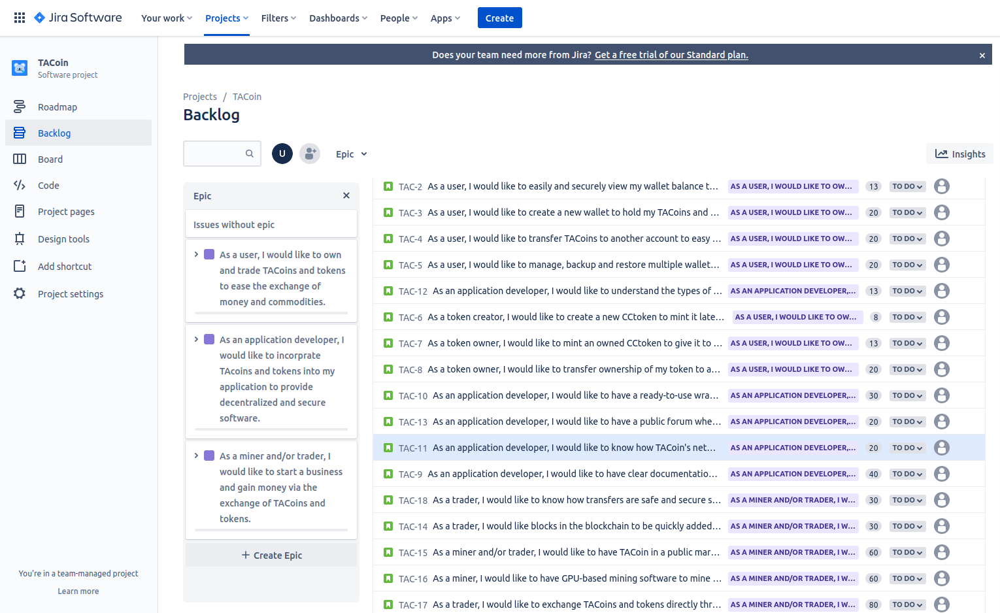 Jira Software Your work Projects Filters Dashboards People Apps Create
Does your team need more from Jira? Get a free trial of our Standard plan.
TACoin
Software project
Roadmap
Backlog
Board
Code
Project pages
Design tools
Add shortcut
Project settings
You're in a team-managed project
Learn more
Projects / TACoin
Backlog
U Epic Insights
Epic
Issues without epic
As a user, I would like to own
and trade TACoins and tokens
to ease the exchange of
money and commodities.
As an application developer, I
would like to incorprate
TAcoins and tokens into my
application to provide
decentralized and secure
software.
As a miner and/or trader, I
would like to start a business
and gain money via the
exchange of TACoins and
tokens.
+ Create Epic
TAC-2 As a user, I would like to easily and securely view my wallet balance t... AS A USER, I WOULD LIKE TO OW... 13 TO DO
TAC-3 As a user, I would like to create a new wallet to hold my TACoins and ... AS A USER, I WOULD LIKE TO OW... 20 TO DO
TAC-4 As a user, I would like to transfer TACoins to another account to easy ... AS A USER, I WOULD LIKE TO OW... 20 TO DO
TAC-5 As a user, I would like to manage, backup and restore multiple wallet... AS A USER, I WOULD LIKE TO OW... 20 TO DO
TAC-12 As an application developer, I would like to understand the types of ... AS AN APPLICATION DEVELOPER,... 13 TO DO
TAC-6 As a token creator, I would like to create a new CCtoken to mint it late... AS A USER, I WOULD LIKE TO OW... 8 TO DO
TAC-7 As a token owner, I would like to mint an owned CCtoken to give it to ... AS A USER, I WOULD LIKE TO OW... 13 TO DO
TAC-8 As a token owner, I would like to transfer ownership of my token to a... AS A USER, I WOULD LIKE TO OW... 20 TO DO
TAC-10 As an application developer, I would like to have a ready-to-use wra... AS AN APPLICATION DEVELOPER,... 30 TO DO
TAC-13 As an application developer, I would like to have a public forum whe... AS AN APPLICATION DEVELOPER,... 20 TO DO
TAC-11 As an application developer, I would like to know how TACoin's net... AS AN APPLICATION DEVELOPER,... 20 TO DO
TAC-9 As an application developer, I would like to have clear documentatio... AS AN APPLICATION DEVELOPER,... 40 TO DO
TAC-18 As a trader, I would like to know how transfers are safe and secure s... AS A MINER AND/OR TRADER, I W... 30 TO DO
TAC-14 As a trader, I would like blocks in the blockchain to be quickly added... AS A MINER AND/OR TRADER, I W... 30 TO DO
TAC-15 As a miner and/or trader, I would like to have TACoin in a public mar... AS A MINER AND/OR TRADER, I W... 60 TO DO
TAC-16 As a miner, I would like to have GPU-based mining software to mine ... AS A MINER AND/OR TRADER, I W... 60 TO DO
TAC-17 As a trader, I would like to exchange TACoins and tokens directly thr... AS A MINER AND/OR TRADER, I W... 80 TO DO